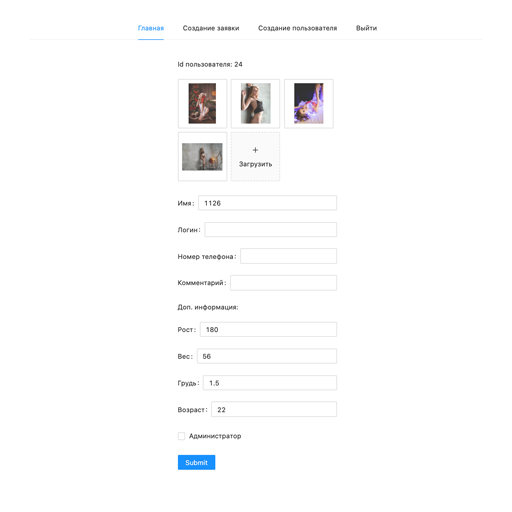 Главная Создание заявки Создание пользователя Выйти
Id пользователя: 24
+
Загрузить
Имя: 1126
Логин:
Номер телефона:
Комментарий:
Доп. информация:
Рост: 180
Вес: 56
Грудь: 1.5
Возраст: 22
Администратор
Submit